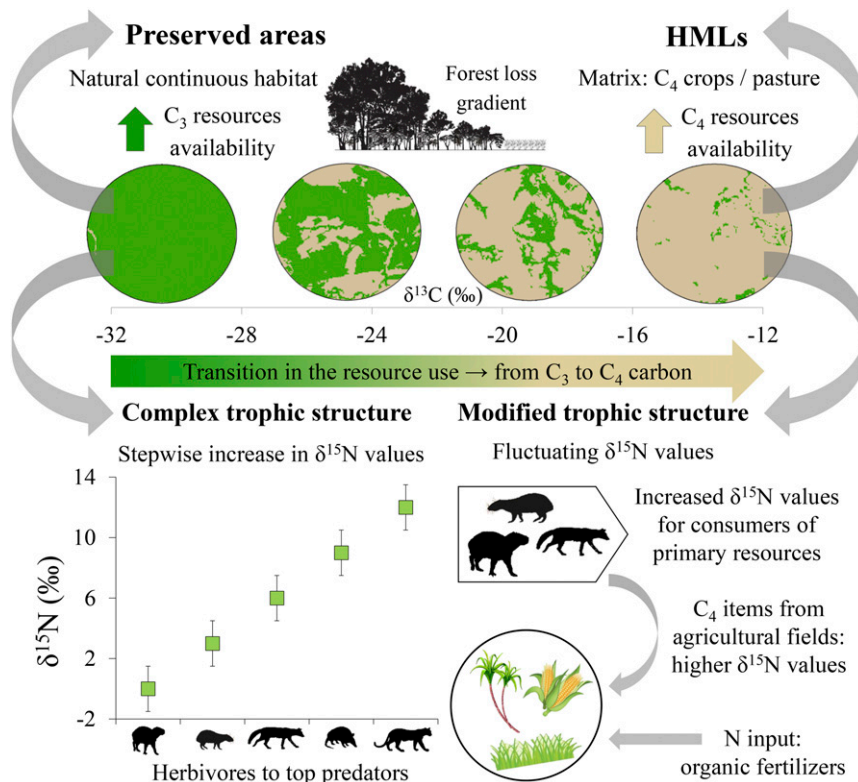 Preserved areas
HMLs
Natural continuous habitat
Forest loss
gradient
Matrix: C₄ crops / pasture
C₃ resources
availability
C₄ resources
availability
δ¹³C (‰)
-32 -28 -24 -20 -16 -12
Transition in the resource use → from C₃ to C₄ carbon
Complex trophic structure
Stepwise increase in δ¹⁵N values
δ¹⁵N (‰)
14
10
6
2
-2
Herbivores to top predators
Modified trophic structure
Fluctuating δ¹⁵N values
Increased δ¹⁵N values
for consumers of
primary resources
C₄ items from
agricultural fields:
higher δ¹⁵N values
N input:
organic fertilizers